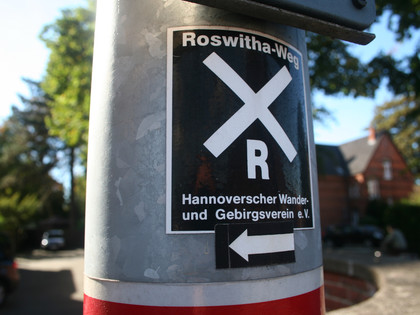 Roswitha-Weg
R
Hannoverscher Wander-
und Gebirgsverein e.V.